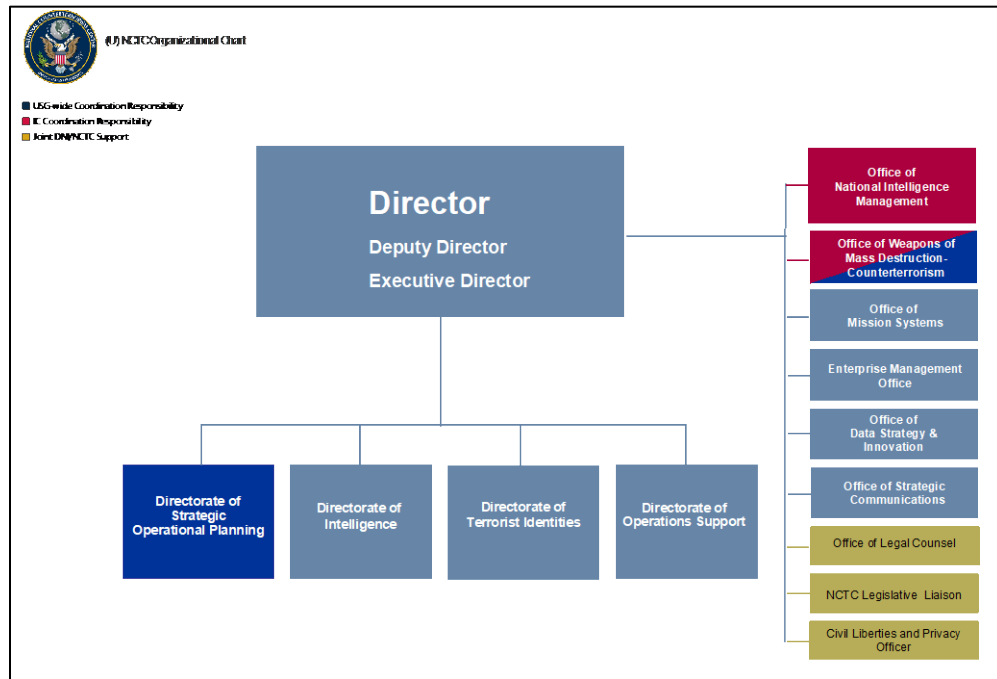 (U) NCTC Organizational Chart
USG-wide Coordination Responsibility
IC Coordination Responsibility
Joint DNI/NCTC Support
Director
Deputy Director
Executive Director
Office of
National Intelligence
Management
Office of Weapons of
Mass Destruction-
Counterterrorism
Office of
Mission Systems
Enterprise Management
Office
Office of
Data Strategy &
Innovation
Office of Strategic
Communications
Office of Legal Counsel
NCTC Legislative Liaison
Civil Liberties and Privacy
Officer
Directorate of
Strategic
Operational Planning
Directorate of
Intelligence
Directorate of
Terrorist Identities
Directorate of
Operations Support